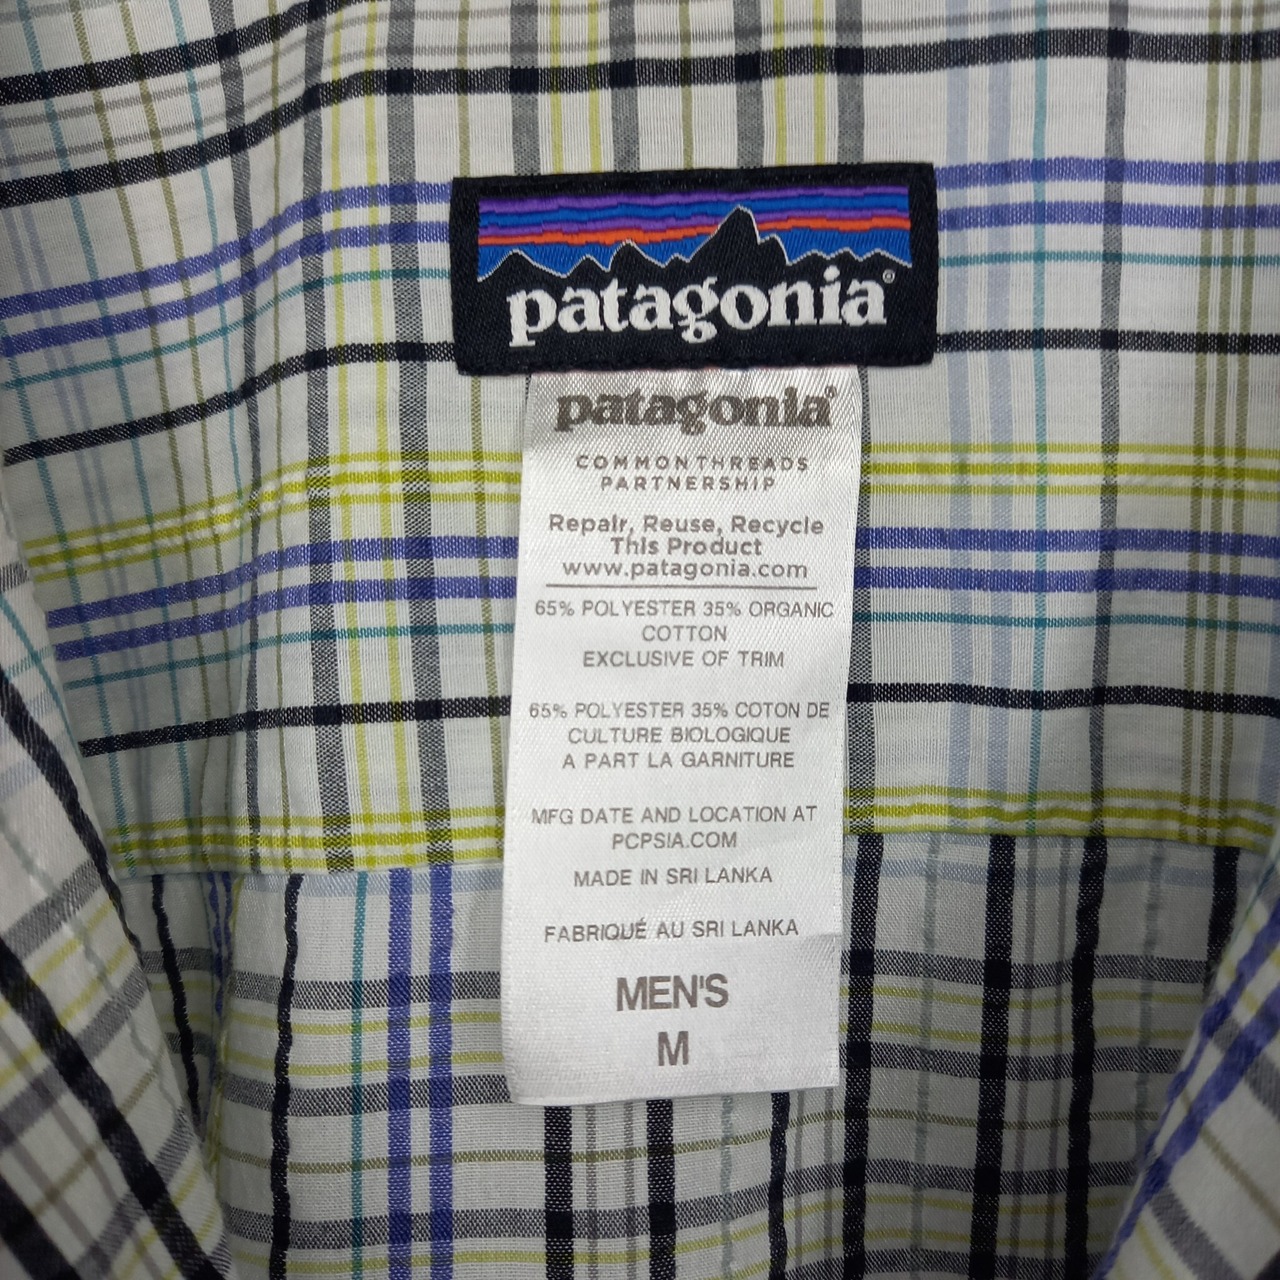 patagonia®
patagonia®
COMMON THREADS
PARTNERSHIP
Repair, Reuse, Recycle
This Product
www.patagonia.com
65% POLYESTER 35% ORGANIC
COTTON
EXCLUSIVE OF TRIM
65% POLYESTER 35% COTON DE
CULTURE BIOLOGIQUE
A PART LA GARNITURE
MFG DATE AND LOCATION AT
PCPSIA.COM
MADE IN SRI LANKA
FABRIQUÉ AU SRI LANKA
MEN'S
M